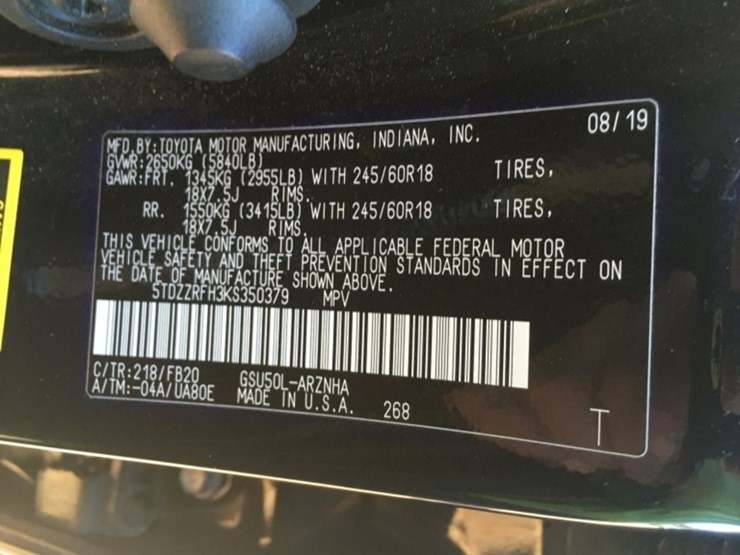 08/19
MFD.BY:TOYOTA MOTOR MANUFACTURING, INDIANA, INC.
GVWR:2650KG (5840LB)
GAWR:FRT. 1345KG (2955LB) WITH 245/60R18 TIRES,
18X7.5J RIMS.
RR. 1550KG (3415LB) WITH 245/60R18 TIRES,
18X7.5J RIMS.
THIS VEHICLE CONFORMS TO ALL APPLICABLE FEDERAL MOTOR
VEHICLE SAFETY AND THEFT PREVENTION STANDARDS IN EFFECT ON
THE DATE OF MANUFACTURE SHOWN ABOVE.
5TDZZRFH3KS350379 MPV
C/TR:218/FB20 GSU50L-ARZNHA
A/TM:-04A/UA80E MADE IN U.S.A. 268
T